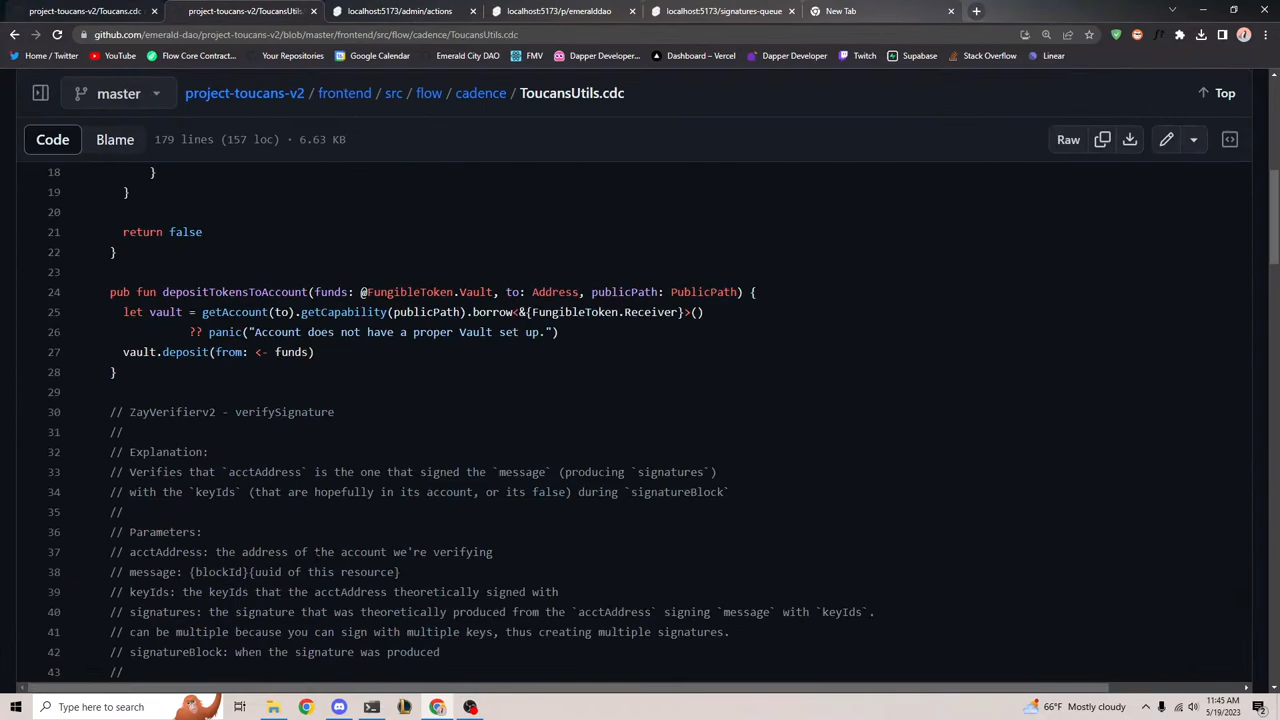 project-toucans-v2/Toucans.cdc
project-toucans-v2/ToucansUtils
localhost:5173/admin/actions
localhost:5173/p/emeralddao
localhost:5173/signatures-queue
New Tab
github.com/emerald-dao/project-toucans-v2/blob/master/frontend/src/flow/cadence/ToucansUtils.cdc
Home / Twitter
YouTube
Flow Core Contract...
Google Calendar
Emerald City DAO
FMV
Dapper Developer...
Dashboard – Vercel
Dapper Developer
Twitch
Supabase
Stack Overflow
Linear
master
project-toucans-v2 / frontend / src / flow / cadence / ToucansUtils.cdc
Top
Code
Blame
179 lines (157 loc) · 6.63 KB
Raw
18 }
19 }
20
21 return false
22 }
23
24 pub fun depositTokensToAccount(funds: @FungibleToken.Vault, to: Address, publicPath: PublicPath) {
25 let vault = getAccount(to).getCapability(publicPath).borrow<&{FungibleToken.Receiver}>()
26 ?? panic("Account does not have a proper Vault set up.")
27 vault.deposit(from: <- funds)
28 }
29
30 // ZayVerifierv2 - verifySignature
31 //
32 // Explanation:
33 // Verifies that `acctAddress` is the one that signed the `message` (producing `signatures`)
34 // with the `keyIds` (that are hopefully in its account, or its false) during `signatureBlock`
35 //
36 // Parameters:
37 // acctAddress: the address of the account we're verifying
38 // message: {blockId}{uuid of this resource}
39 // keyIds: the keyIds that the acctAddress theoretically signed with
40 // signatures: the signature that was theoretically produced from the `acctAddress` signing `message` with `keyIds`.
41 // can be multiple because you can sign with multiple keys, thus creating multiple signatures.
42 // signatureBlock: when the signature was produced
43 //
Type here to search
66°F Mostly cloudy
11:45 AM
5/19/2023
2